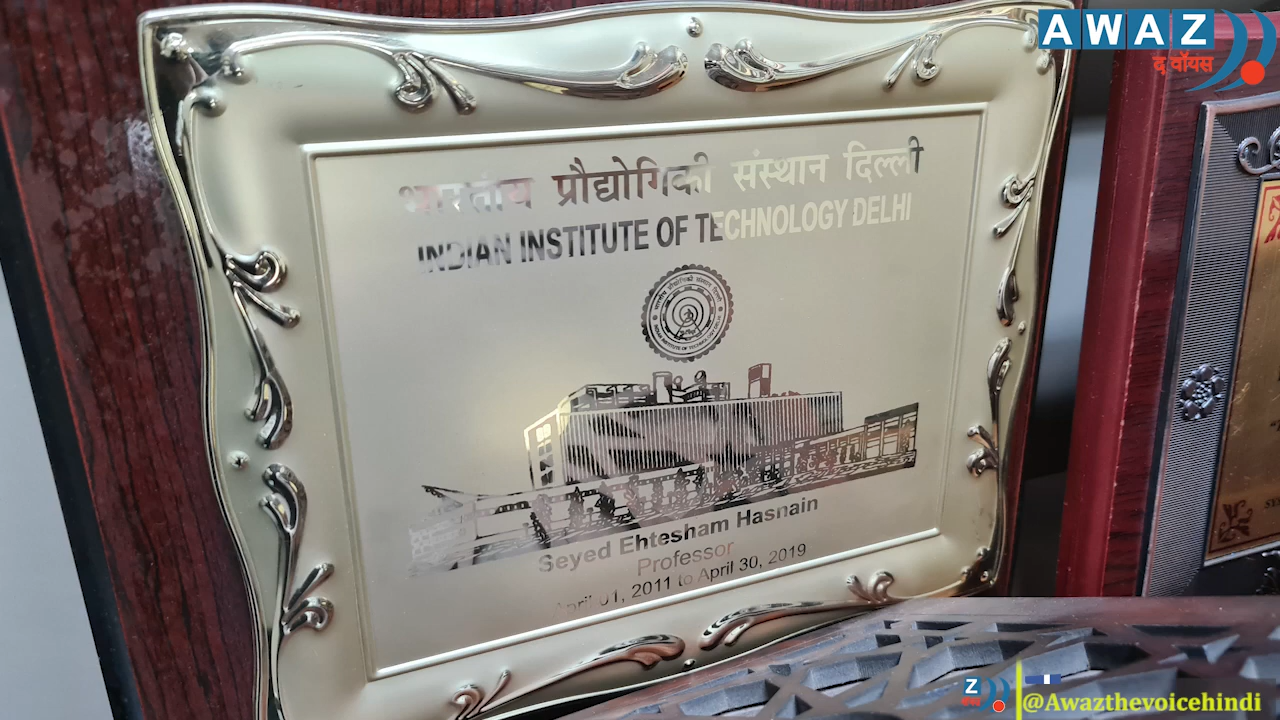 AWAZ
द वॉयस
भारतीय प्रौद्योगिकी संस्थान दिल्ली
INDIAN INSTITUTE OF TECHNOLOGY DELHI
Seyed Ehtesham Hasnain
Professor
April 01, 2011 to April 30, 2019
@Awazthevoicehindi